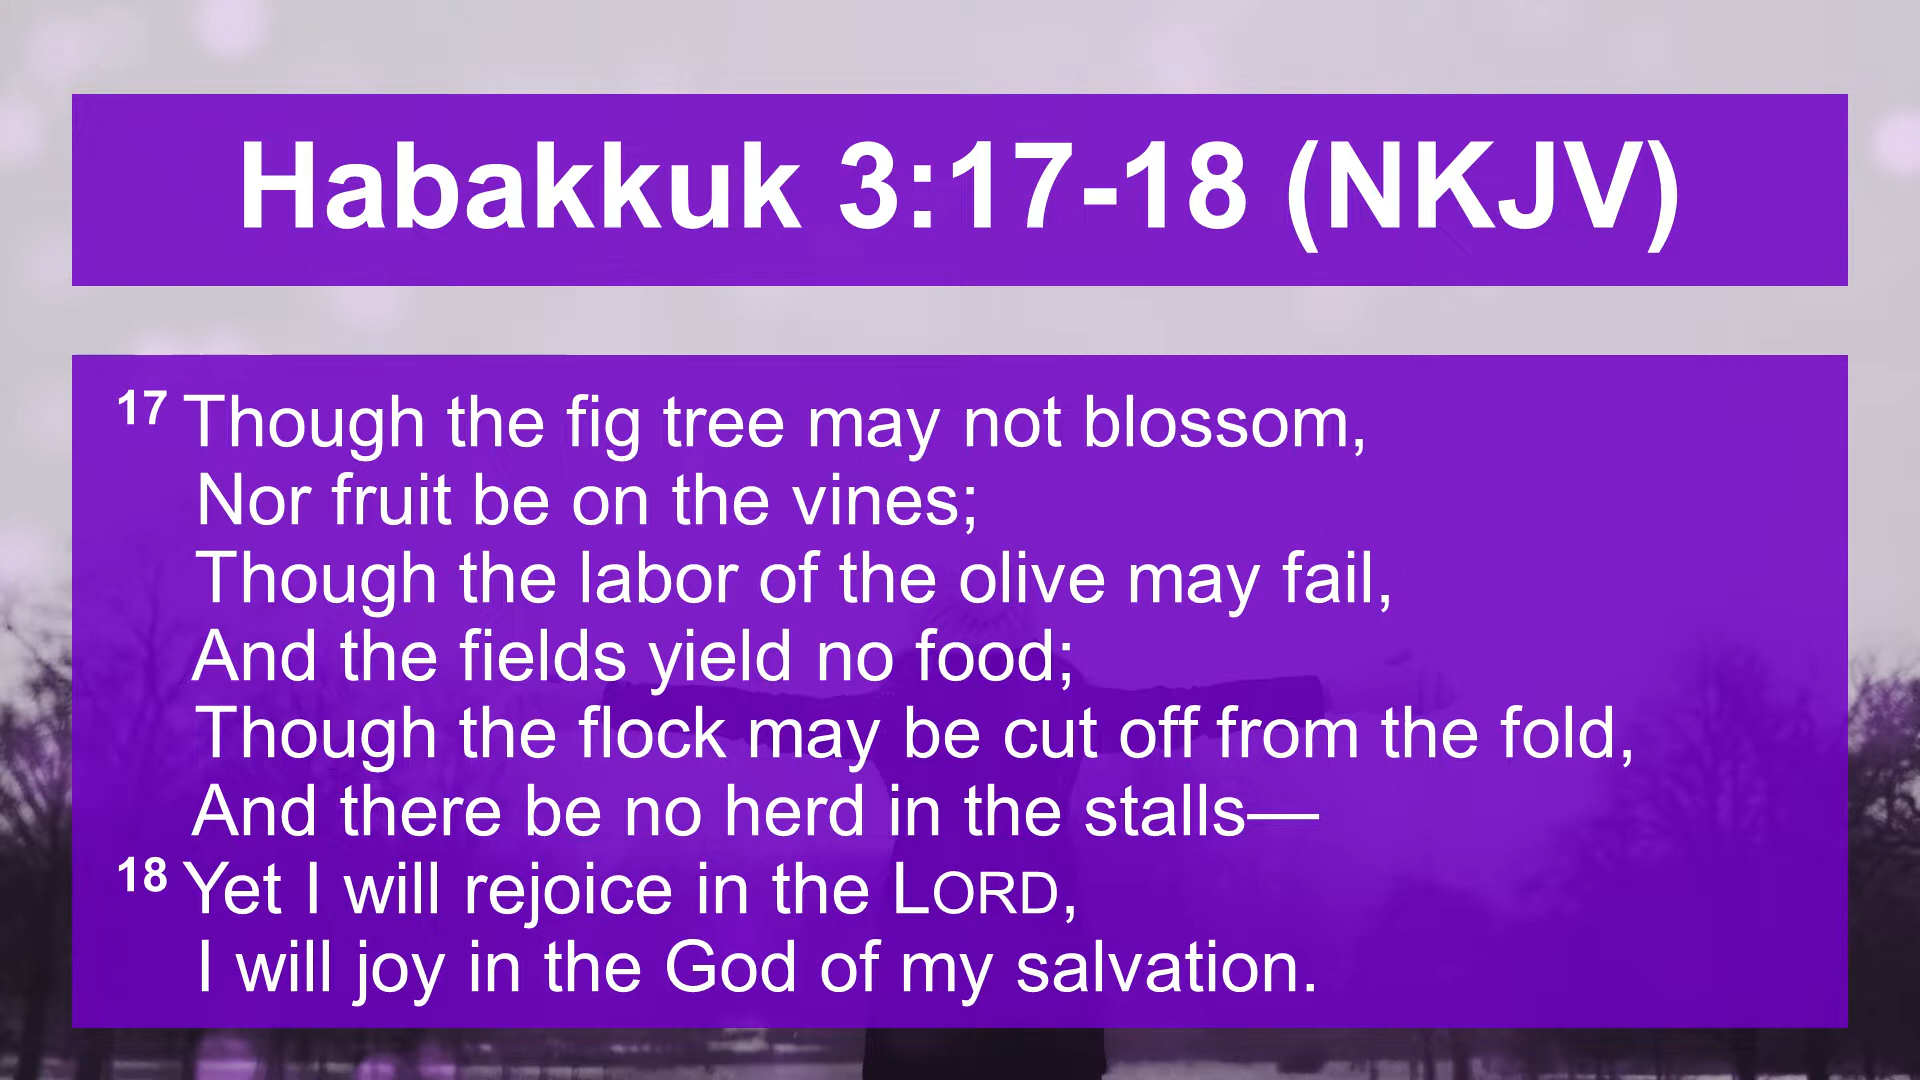 Habakkuk 3:17-18 (NKJV)
17 Though the fig tree may not blossom,
Nor fruit be on the vines;
Though the labor of the olive may fail,
And the fields yield no food;
Though the flock may be cut off from the fold,
And there be no herd in the stalls—
18 Yet I will rejoice in the LORD,
I will joy in the God of my salvation.